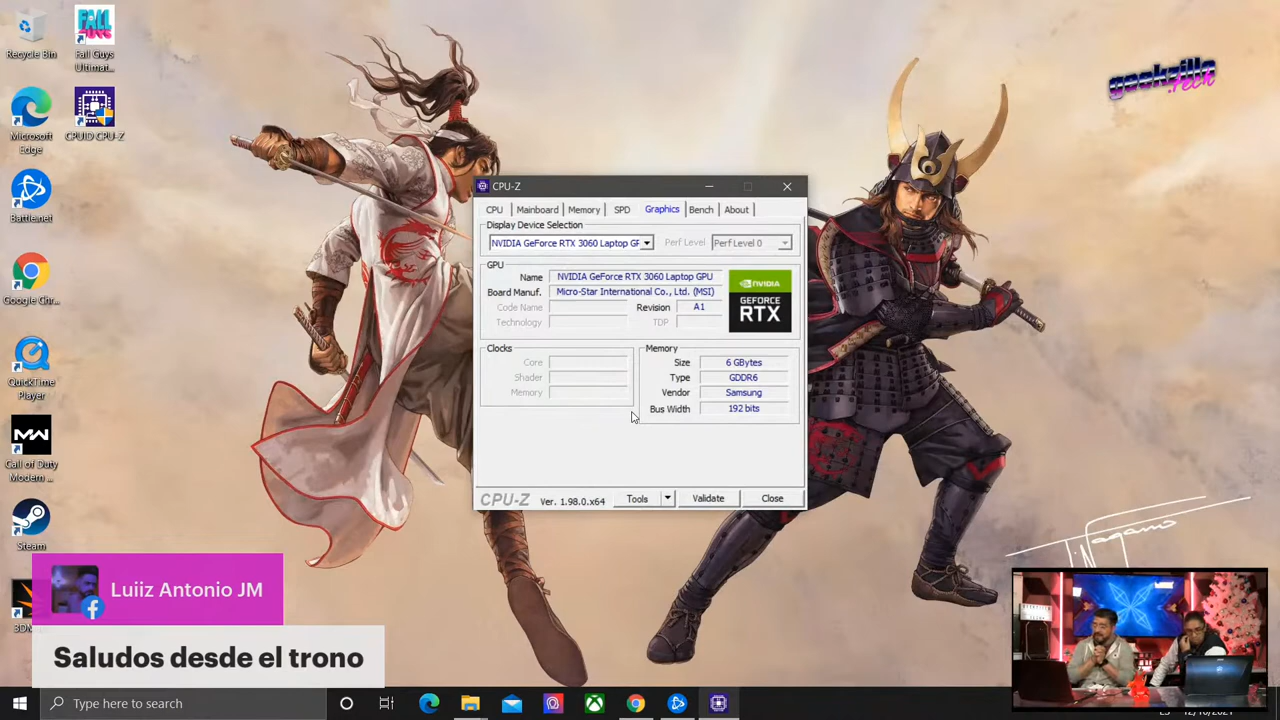 Recycle Bin
FALL GUYS
Fall Guys
Ultimat...
CPUID CPU-Z
Microsoft
Edge
Battle.net
Google Chr...
QuickTime
Player
Call of Duty
Modern ...
Steam
geekzilla
.tech
CPU-Z
CPU Mainboard Memory SPD Graphics Bench About
Display Device Selection
NVIDIA GeForce RTX 3060 Laptop GP Perf Level Perf Level 0
GPU
Name NVIDIA GeForce RTX 3060 Laptop GPU
Board Manuf. Micro-Star International Co., Ltd. (MSI)
Code Name Revision A1
Technology TDP
NVIDIA
GEFORCE
RTX
Clocks
Core
Shader
Memory
Memory
Size 6 GBytes
Type GDDR6
Vendor Samsung
Bus Width 192 bits
CPU-Z Ver. 1.98.0.x64 Tools Validate Close
T.Nagano
Luiiz Antonio JM
Saludos desde el trono
Type here to search